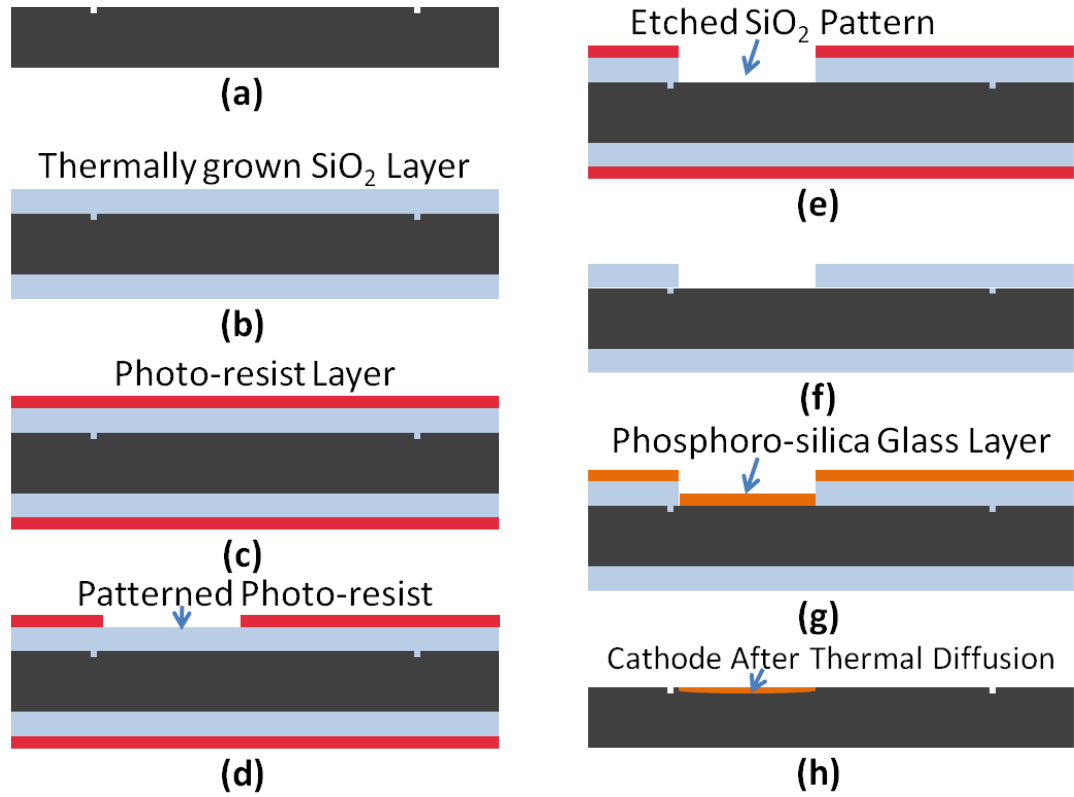 (a)
Thermally grown SiO₂ Layer
(b)
Photo-resist Layer
(c)
Patterned Photo-resist
(d)
Etched SiO₂ Pattern
(e)
(f)
Phosphoro-silica Glass Layer
(g)
Cathode After Thermal Diffusion
(h)